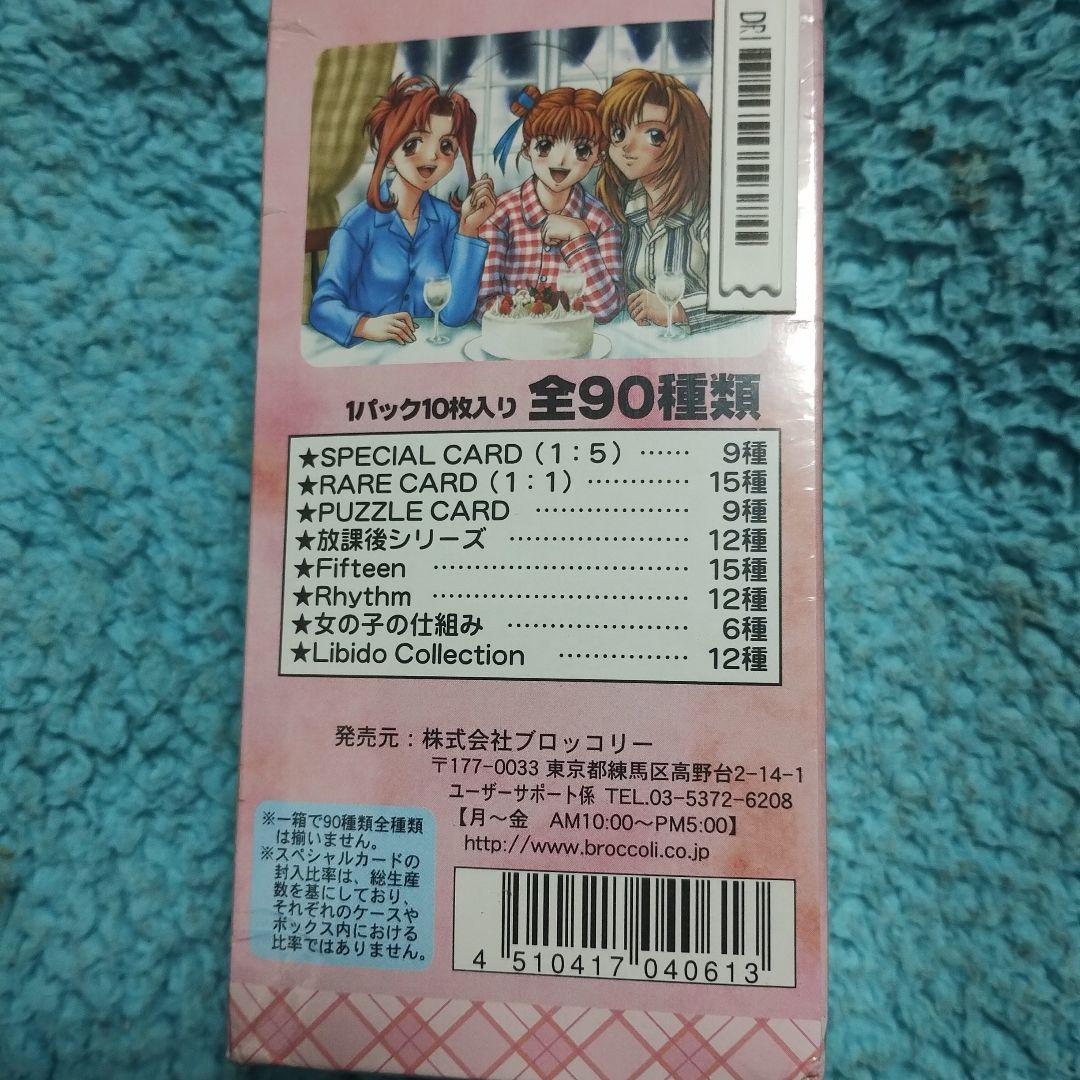 DR
1パック10枚入り 全90種類
★SPECIAL CARD（1：5）…… 9種
★RARE CARD（1：1）………… 15種
★PUZZLE CARD ……………… 9種
★放課後シリーズ ……………… 12種
★Fifteen ……………………… 15種
★Rhythm ……………………… 12種
★女の子の仕組み ……………… 6種
★Libido Collection ………… 12種
発売元：株式会社ブロッコリー
〒177-0033 東京都練馬区高野台2-14-1
ユーザーサポート係 TEL.03-5372-6208
【月～金 AM10:00～PM5:00】
http://www.broccoli.co.jp
※一箱で90種類全種類
は揃いません。
※スペシャルカードの
封入比率は、総生産
数を基にしており、
それぞれのケースや
ボックス内における
比率ではありません。
4 510417 040613